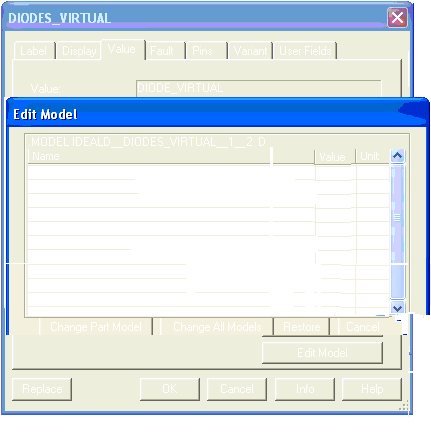 DIODES_VIRTUAL
Label Display Value Fault Pins Variant User Fields
Value: DIODE_VIRTUAL
Edit Model
MODEL IDEALD__DIODES_VIRTUAL__1__2 D
Name Value Unit
Change Part Model Change All Models Restore Cancel
Edit Model
Replace OK Cancel Info Help